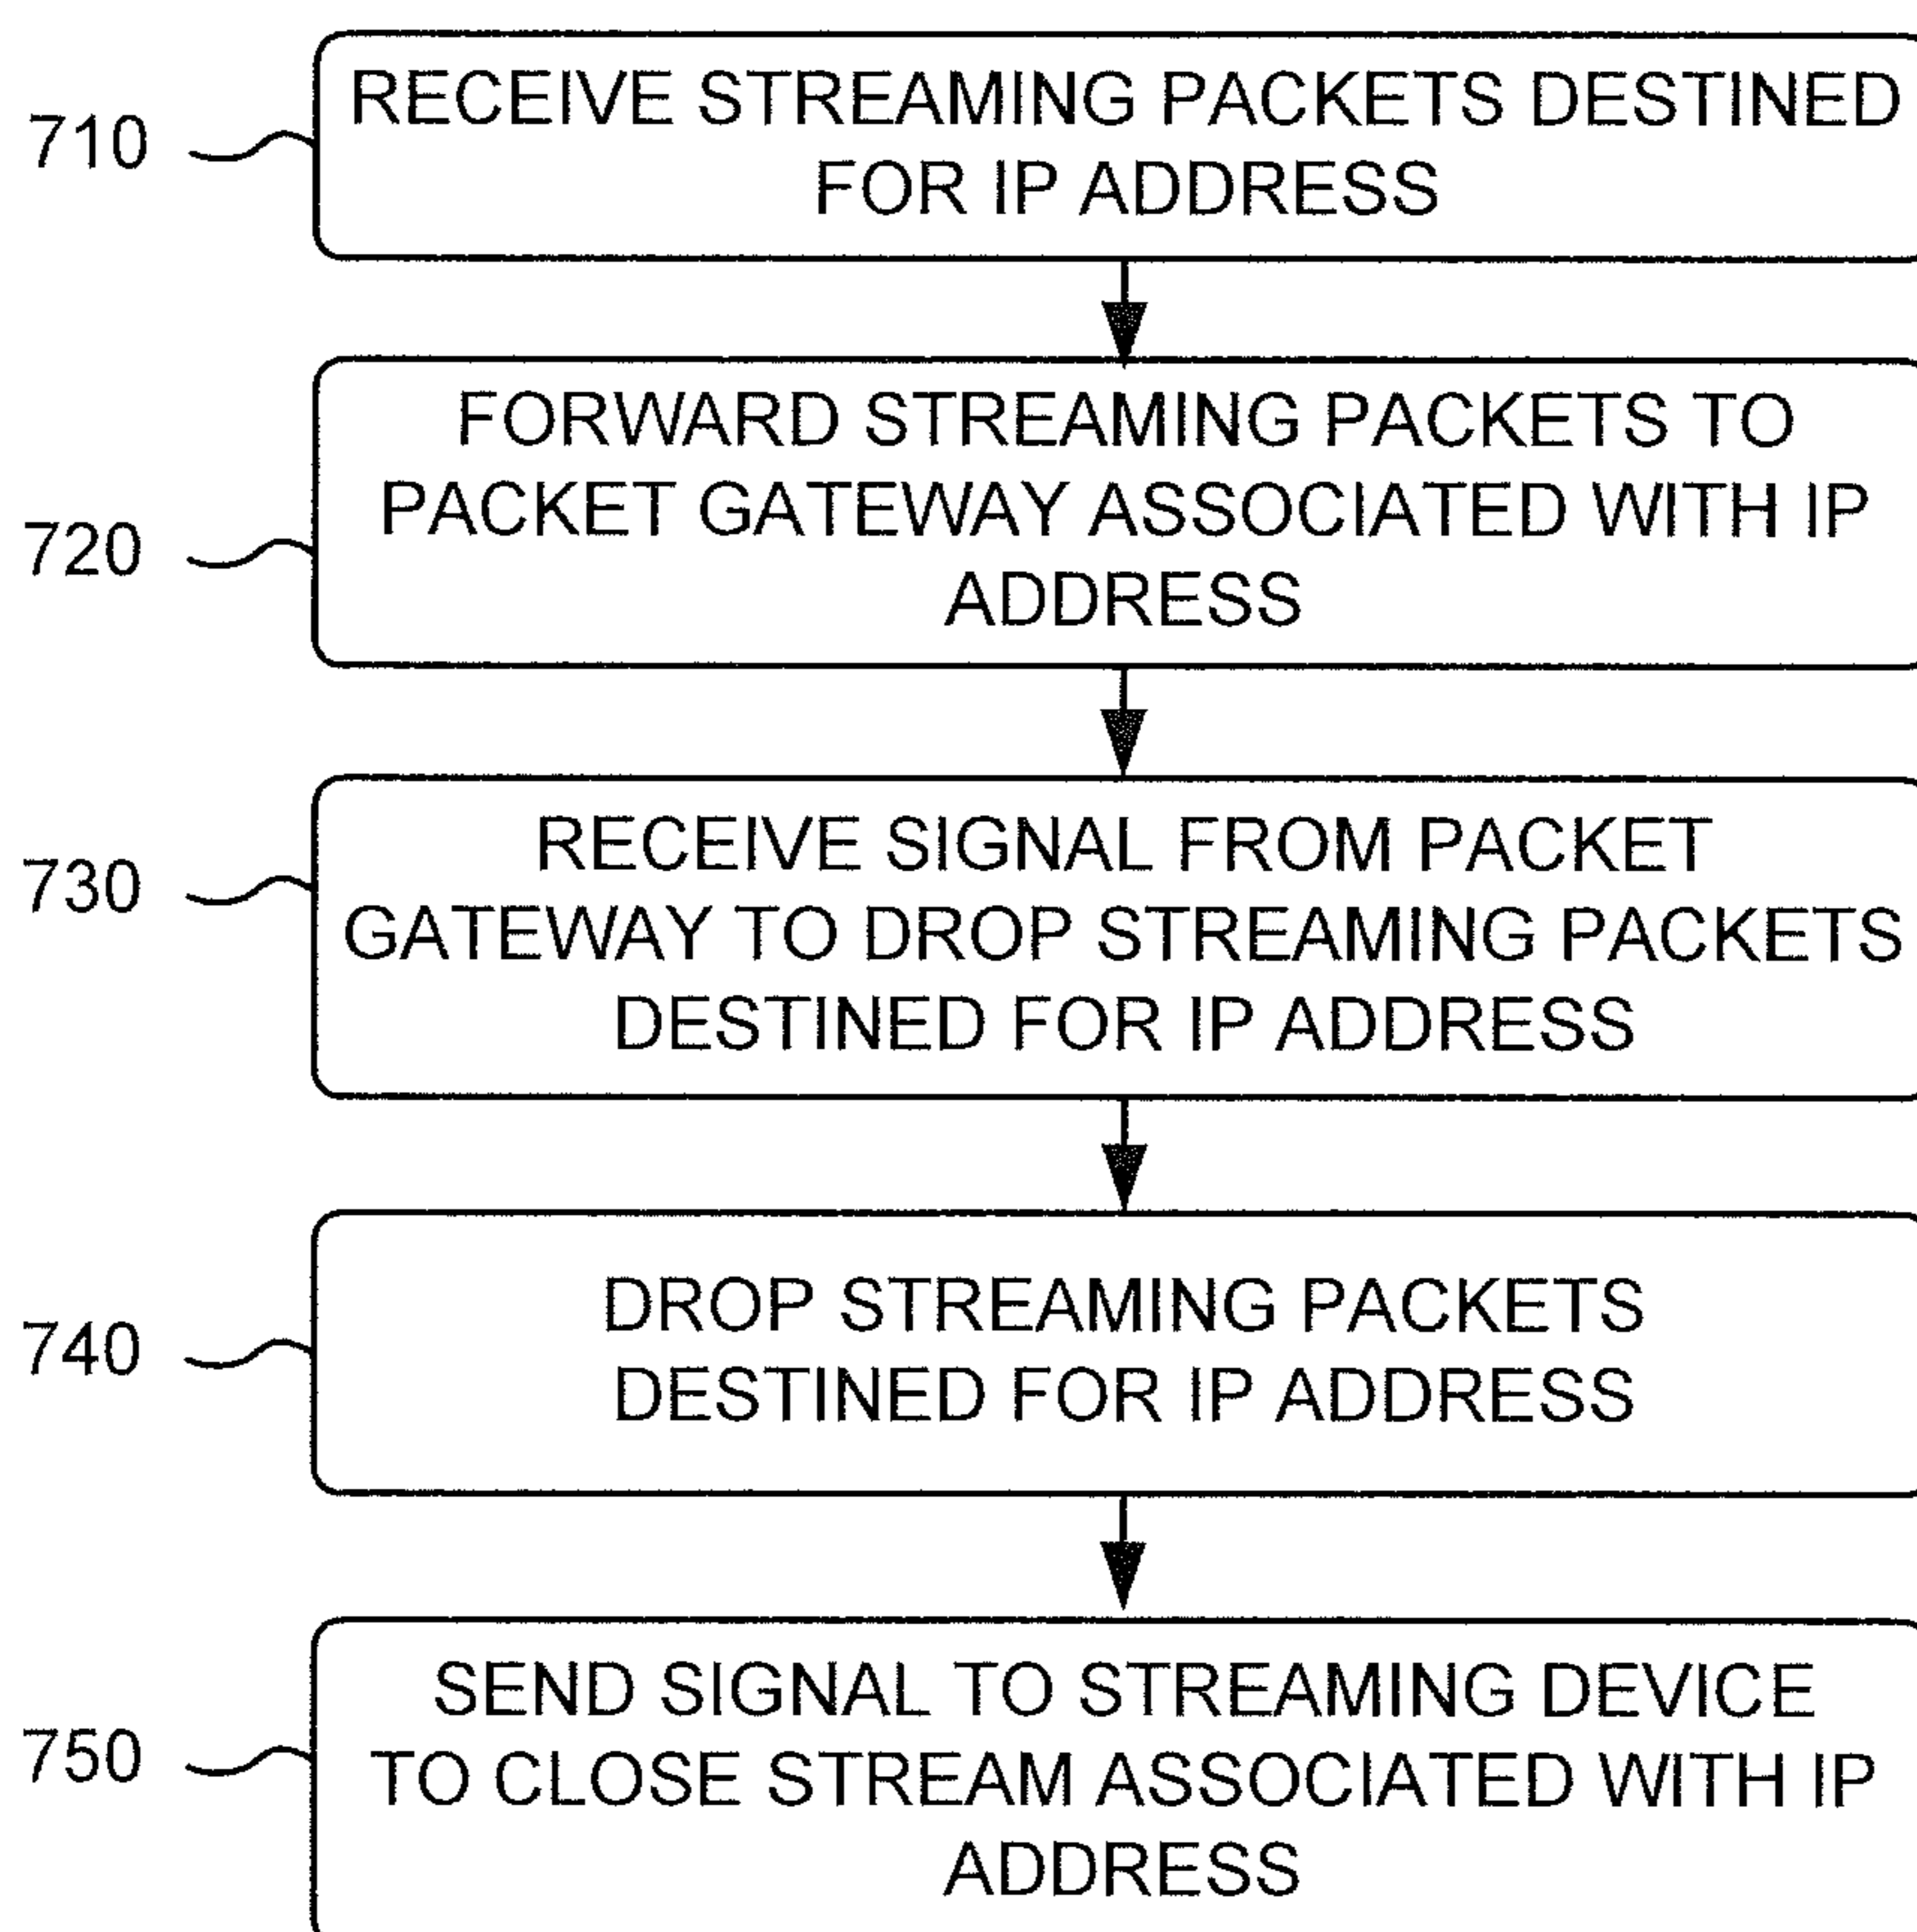 710
RECEIVE STREAMING PACKETS DESTINED
FOR IP ADDRESS
720
FORWARD STREAMING PACKETS TO
PACKET GATEWAY ASSOCIATED WITH IP
ADDRESS
730
RECEIVE SIGNAL FROM PACKET
GATEWAY TO DROP STREAMING PACKETS
DESTINED FOR IP ADDRESS
740
DROP STREAMING PACKETS
DESTINED FOR IP ADDRESS
750
SEND SIGNAL TO STREAMING DEVICE
TO CLOSE STREAM ASSOCIATED WITH IP
ADDRESS